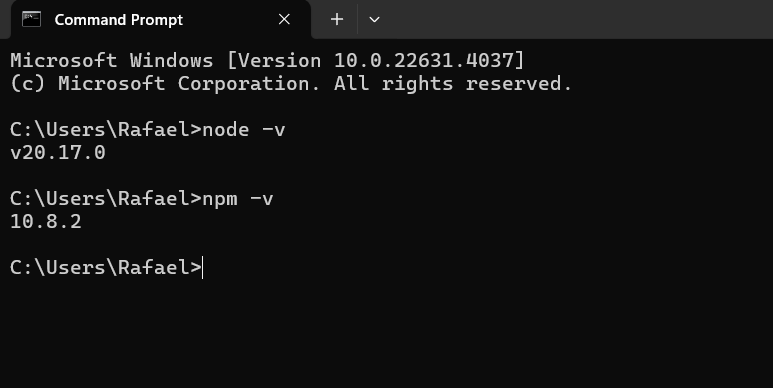 Command Prompt
Microsoft Windows [Version 10.0.22631.4037]
(c) Microsoft Corporation. All rights reserved.
C:\Users\Rafael>node -v
v20.17.0
C:\Users\Rafael>npm -v
10.8.2
C:\Users\Rafael>